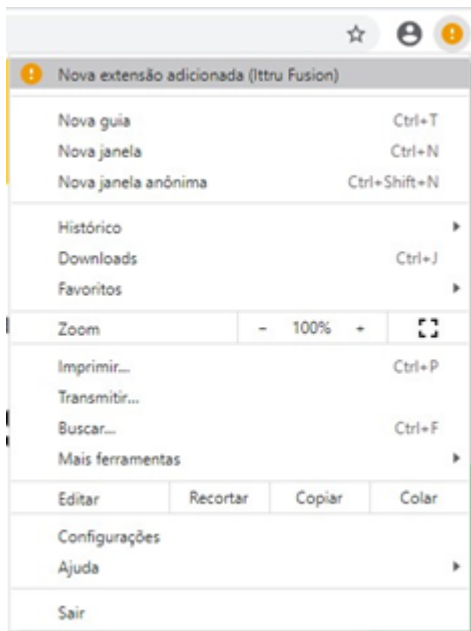 Nova extensão adicionada (Ittru Fusion)
Nova guia Ctrl+T
Nova janela Ctrl+N
Nova janela anônima Ctrl+Shift+N
Histórico
Downloads Ctrl+J
Favoritos
Zoom - 100% +
Imprimir... Ctrl+P
Transmitir...
Buscar... Ctrl+F
Mais ferramentas
Editar Recortar Copiar Colar
Configurações
Ajuda
Sair